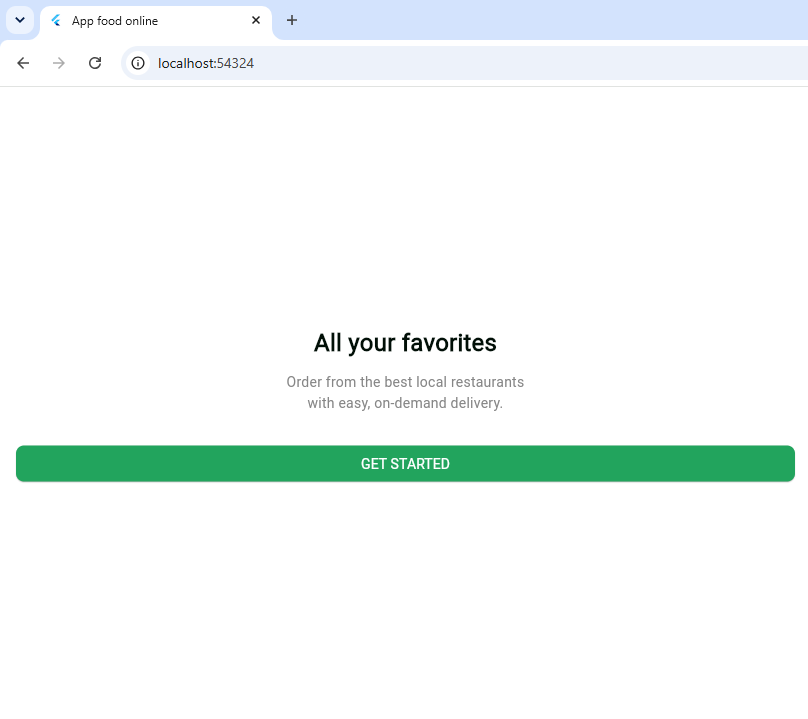 App food online
localhost:54324
All your favorites
Order from the best local restaurants
with easy, on-demand delivery.
GET STARTED